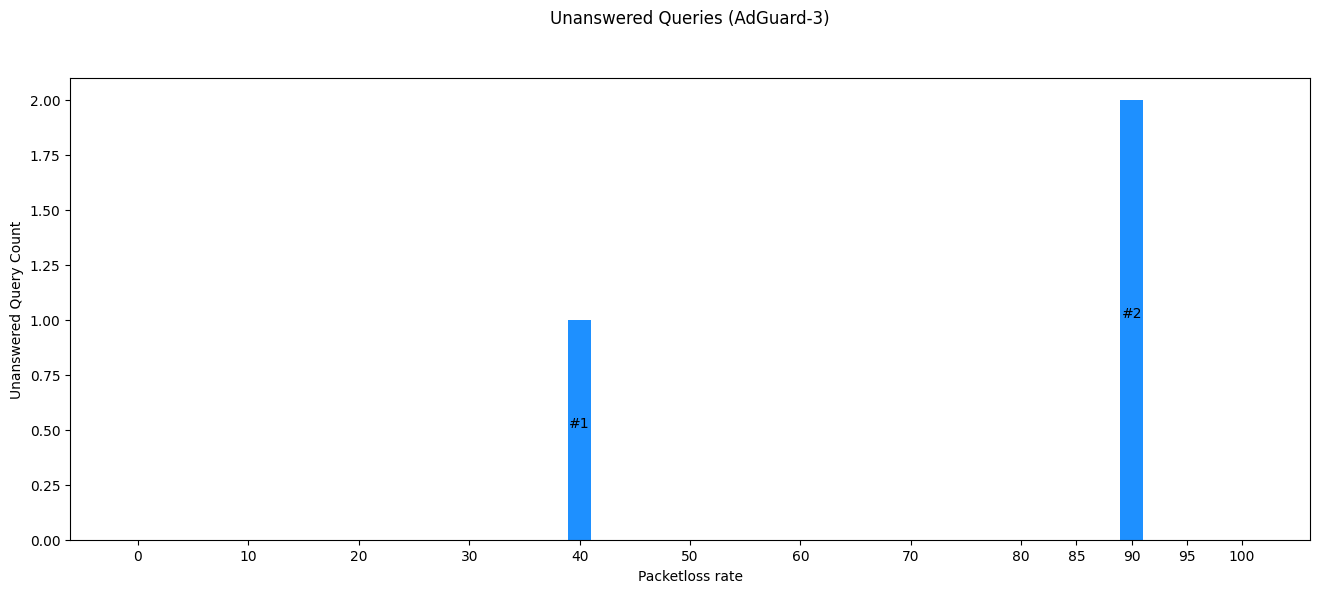 Unanswered Queries (AdGuard-3)
Unanswered Query Count
2.00
1.75
1.50
1.25
1.00
0.75
0.50
0.25
0.00
#1
#2
0 10 20 30 40 50 60 70 80 85 90 95 100
Packetloss rate